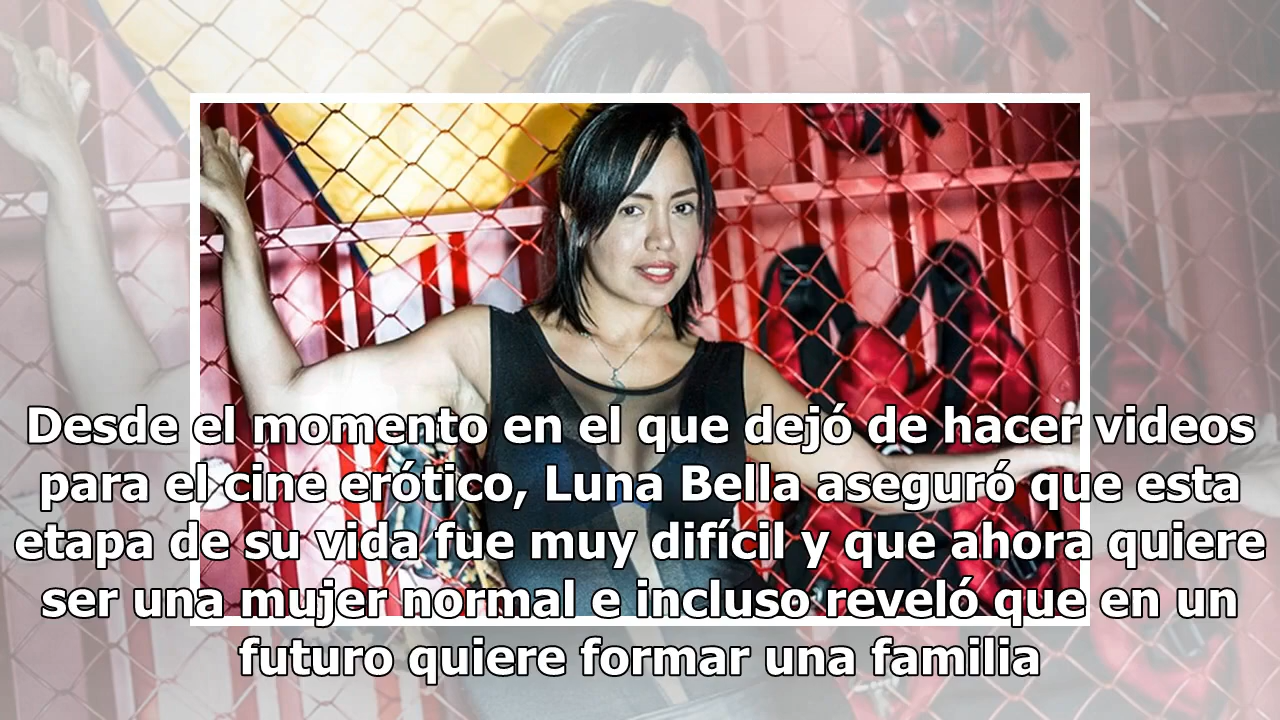 Desde el momento en el que dejó de hacer videos
para el cine erótico, Luna Bella aseguró que esta
etapa de su vida fue muy difícil y que ahora quiere
ser una mujer normal e incluso reveló que en un
futuro quiere formar una familia